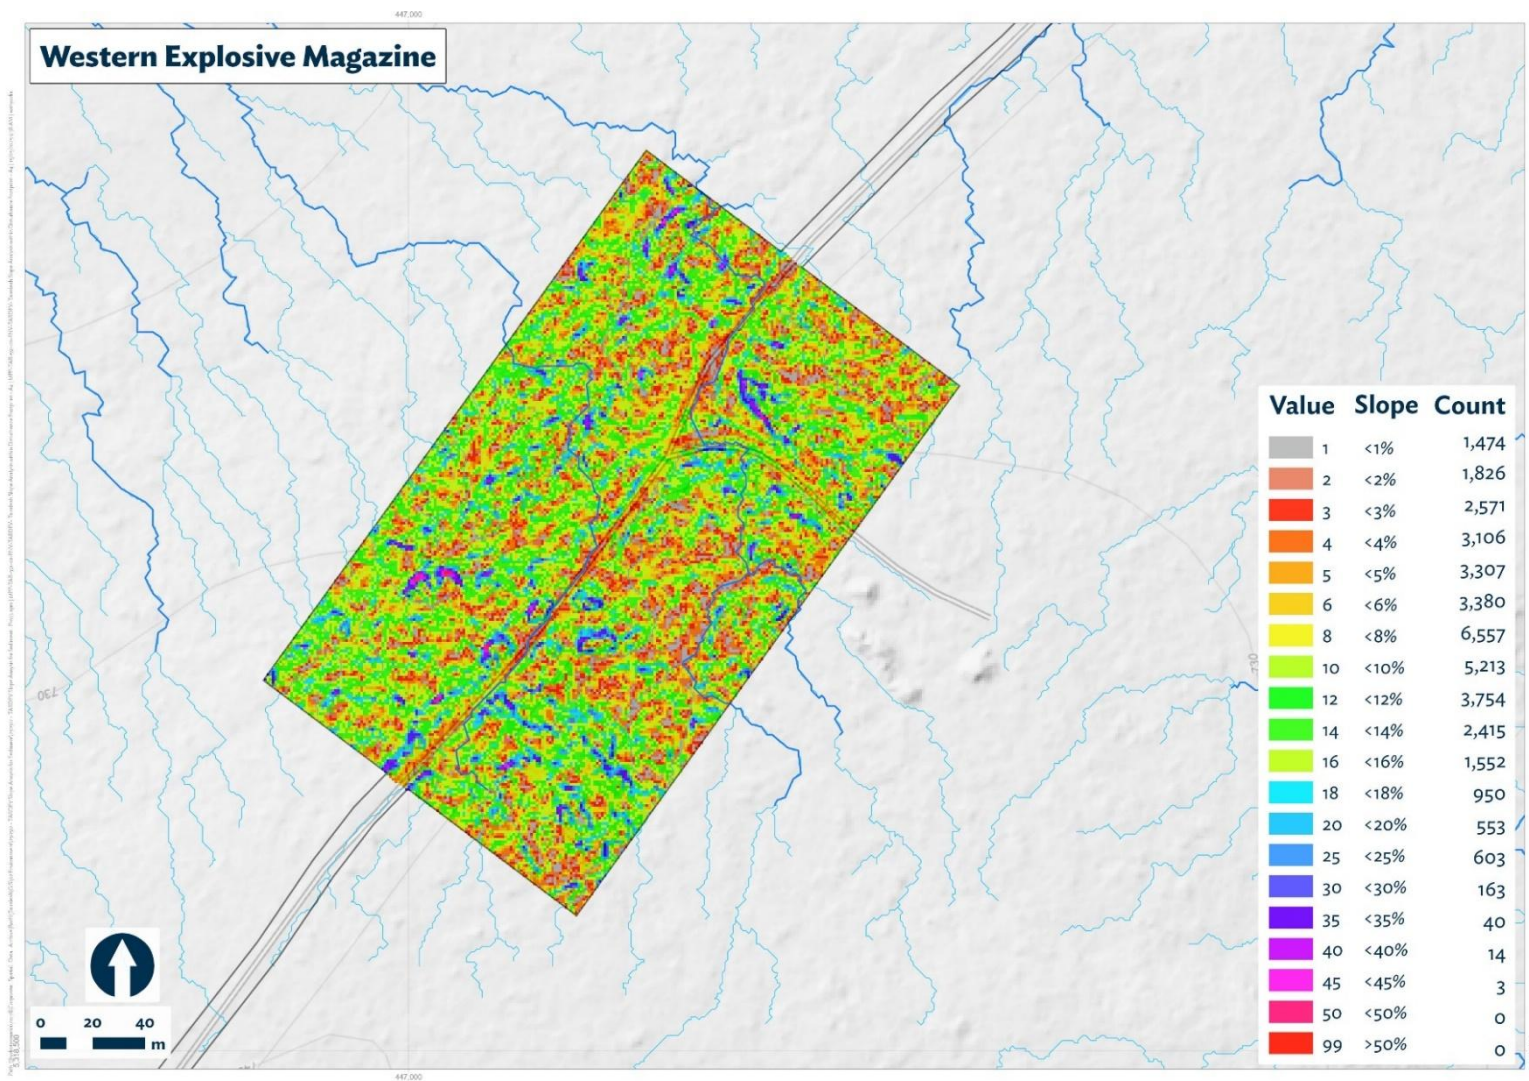 447,000
Western Explosive Magazine
Value Slope Count
1 <1% 1,474
2 <2% 1,826
3 <3% 2,571
4 <4% 3,106
5 <5% 3,307
6 <6% 3,380
8 <8% 6,557
10 <10% 5,213
12 <12% 3,754
14 <14% 2,415
16 <16% 1,552
18 <18% 950
20 <20% 553
25 <25% 603
30 <30% 163
35 <35% 40
40 <40% 14
45 <45% 3
50 <50% 0
99 >50% 0
730
730
0 20 40
m
447,000